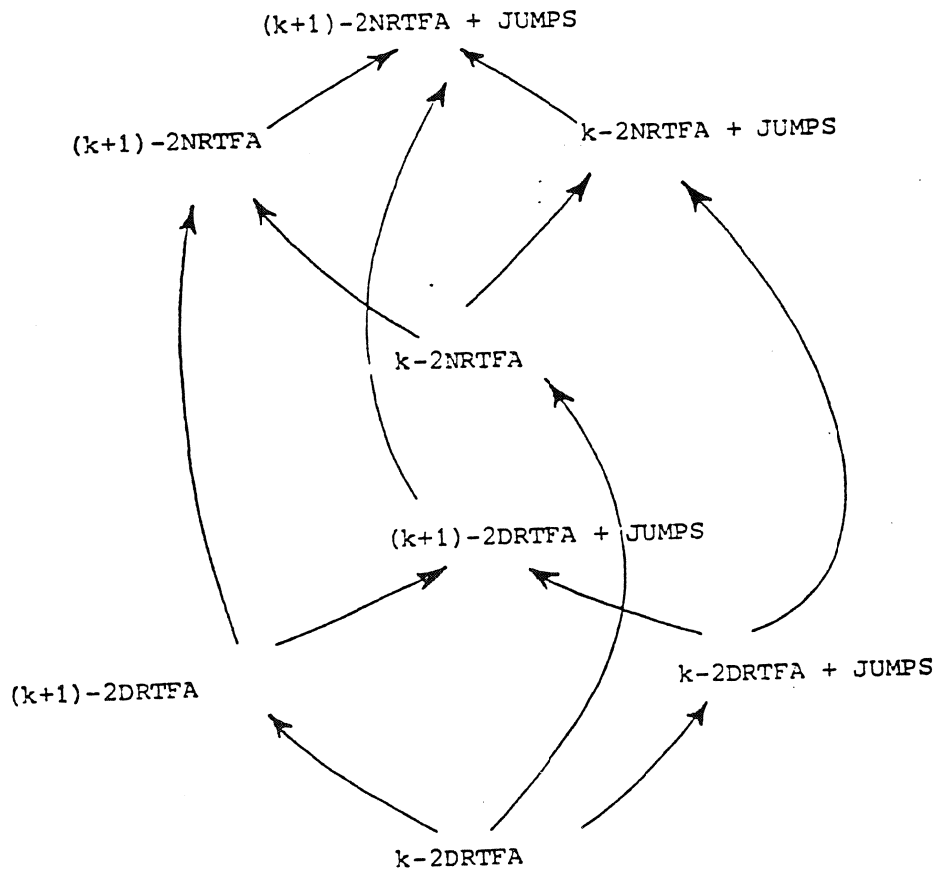 (k+1)-2NRTFA + JUMPS
(k+1)-2NRTFA
k-2NRTFA + JUMPS
k-2NRTFA
(k+1)-2DRTFA + JUMPS
(k+1)-2DRTFA
k-2DRTFA + JUMPS
k-2DRTFA